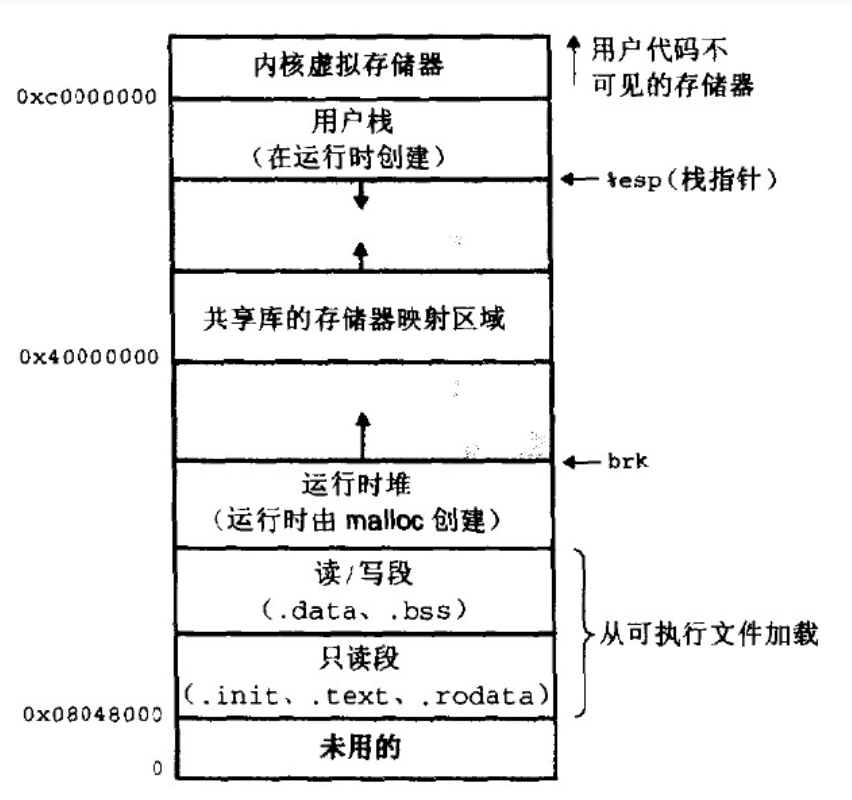 内核虚拟存储器
用户代码不
可见的存储器
0xc0000000
用户栈
（在运行时创建）
%esp（栈指针）
共享库的存储器映射区域
0x40000000
brk
运行时堆
（运行时由 malloc 创建）
读/写段
（.data、.bss）
从可执行文件加载
只读段
（.init、.text、.rodata）
0x08048000
未用的
0